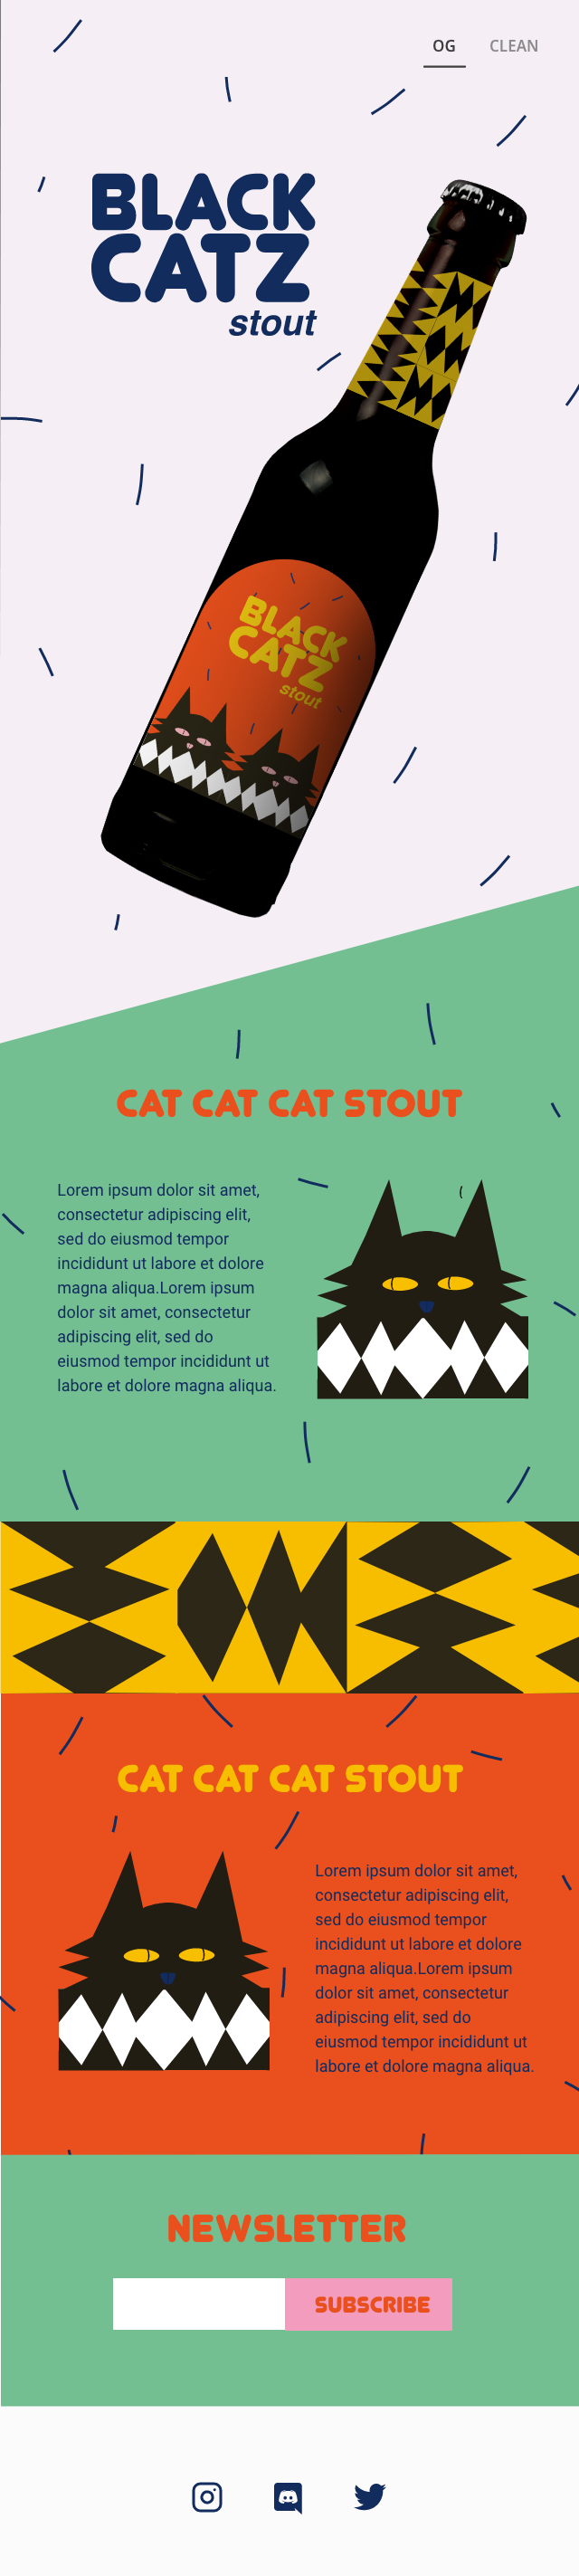 OG CLEAN
BLACK
CATZ
stout
BLACK
CATZ
stout
CAT CAT CAT STOUT
Lorem ipsum dolor sit amet,
consectetur adipiscing elit,
sed do eiusmod tempor
incididunt ut labore et dolore
magna aliqua.Lorem ipsum
dolor sit amet, consectetur
adipiscing elit, sed do
eiusmod tempor incididunt ut
labore et dolore magna aliqua.
CAT CAT CAT STOUT
Lorem ipsum dolor sit amet,
consectetur adipiscing elit,
sed do eiusmod tempor
incididunt ut labore et dolore
magna aliqua.Lorem ipsum
dolor sit amet, consectetur
adipiscing elit, sed do
eiusmod tempor incididunt ut
labore et dolore magna aliqua.
NEWSLETTER
SUBSCRIBE